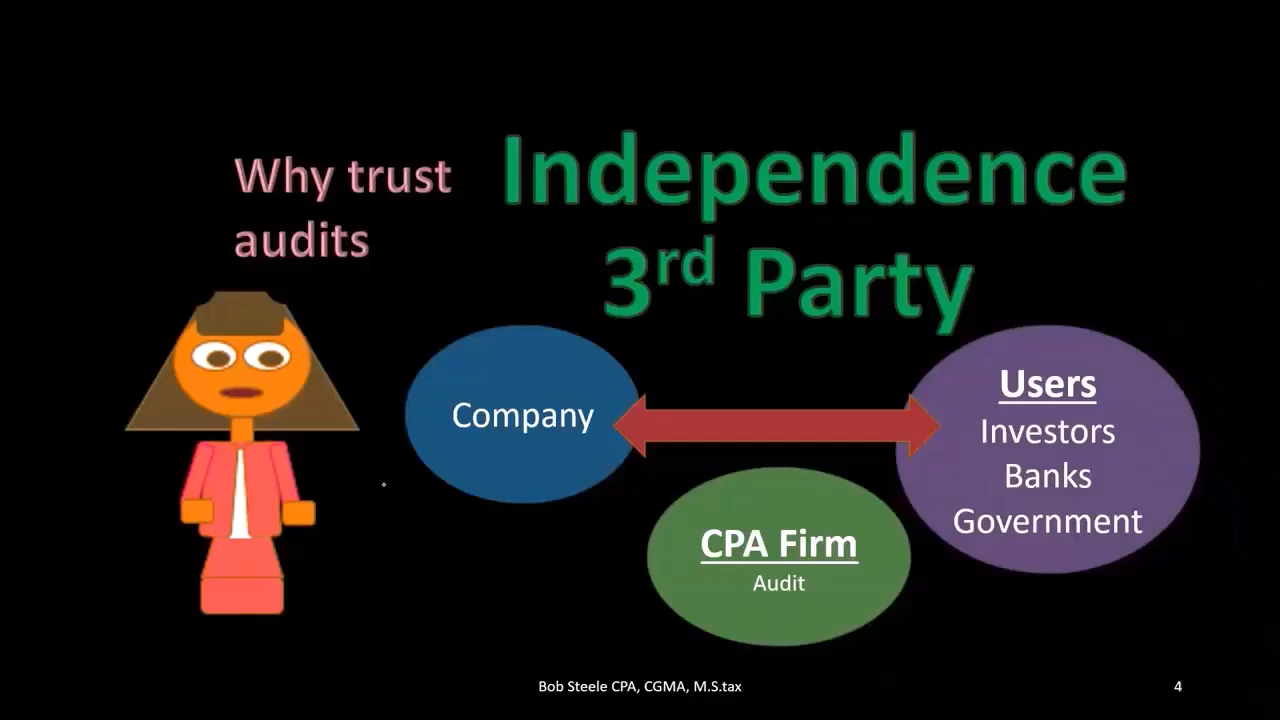 Why trust
audits
Independence
3rd Party
Company
Users
Investors
Banks
Government
CPA Firm
Audit
Bob Steele CPA, CGMA, M.S.tax
4